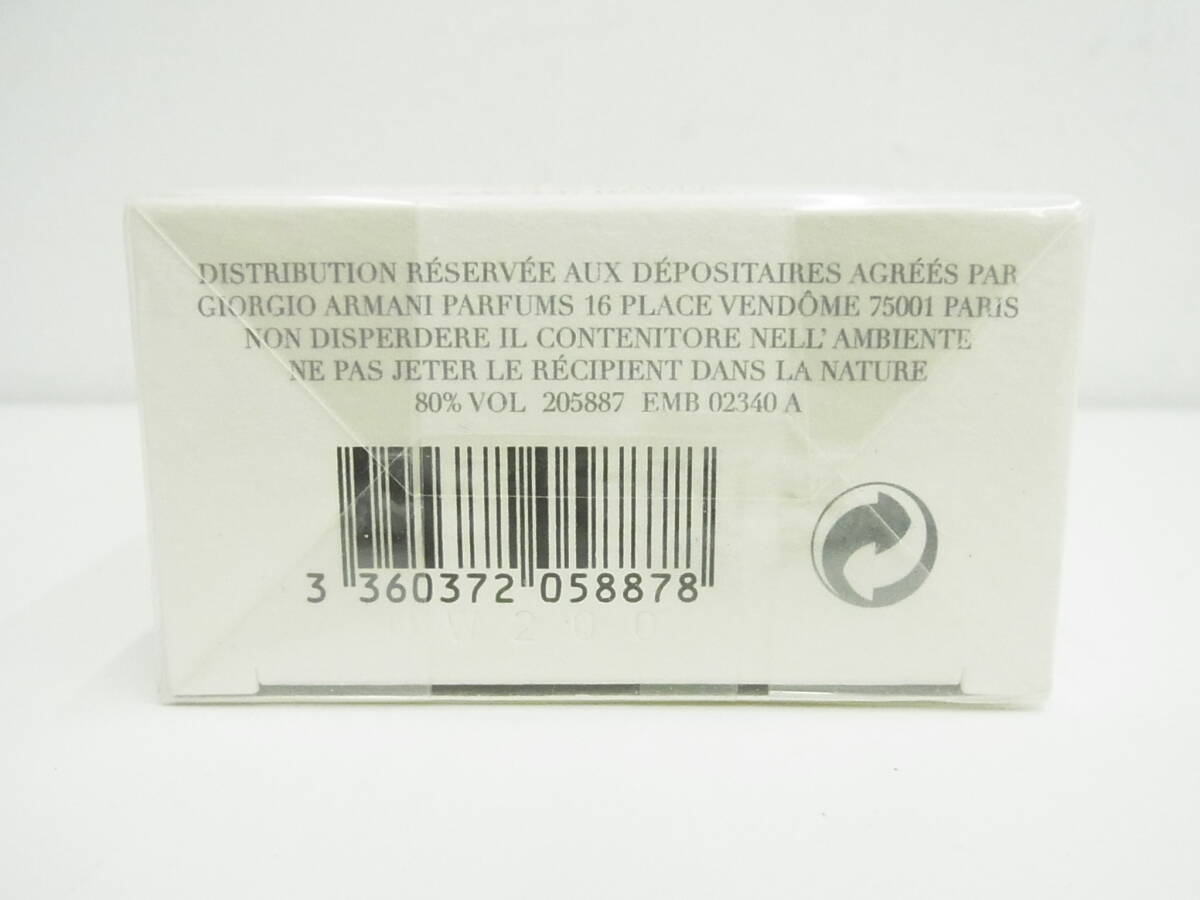 DISTRIBUTION RÉSERVÉE AUX DÉPOSITAIRES AGRÉÉS PAR
GIORGIO ARMANI PARFUMS 16 PLACE VENDÔME 75001 PARIS
NON DISPERDERE IL CONTENITORE NELL' AMBIENTE
NE PAS JETER LE RÉCIPIENT DANS LA NATURE
80% VOL 205887 EMB 02340 A
3 360372 058878